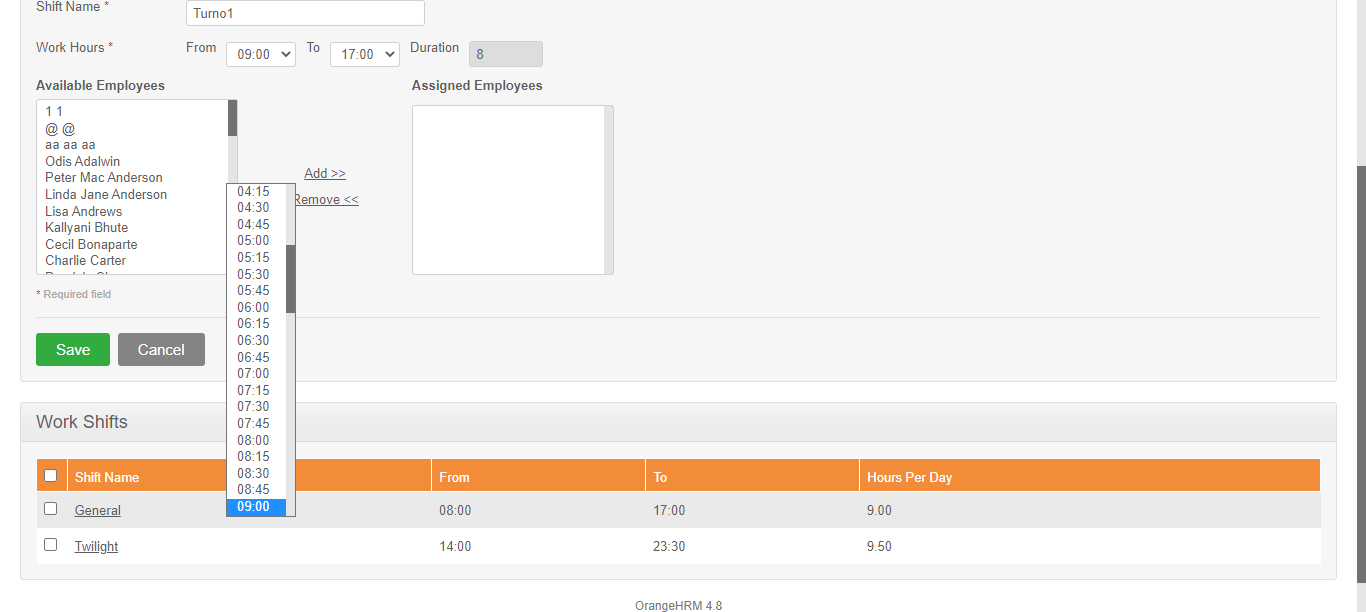 Shift Name *
Turno1
Work Hours *
From
09:00
To
17:00
Duration
8
Available Employees
1 1
@ @
aa aa aa
Odis Adalwin
Peter Mac Anderson
Linda Jane Anderson
Lisa Andrews
Kallyani Bhute
Cecil Bonaparte
Charlie Carter
Add >>
Remove <<
Assigned Employees
04:15
04:30
04:45
05:00
05:15
05:30
05:45
06:00
06:15
06:30
06:45
07:00
07:15
07:30
07:45
08:00
08:15
08:30
08:45
09:00
* Required field
Save
Cancel
Work Shifts
Shift Name From To Hours Per Day
General 08:00 17:00 9.00
Twilight 14:00 23:30 9.50
OrangeHRM 4.8